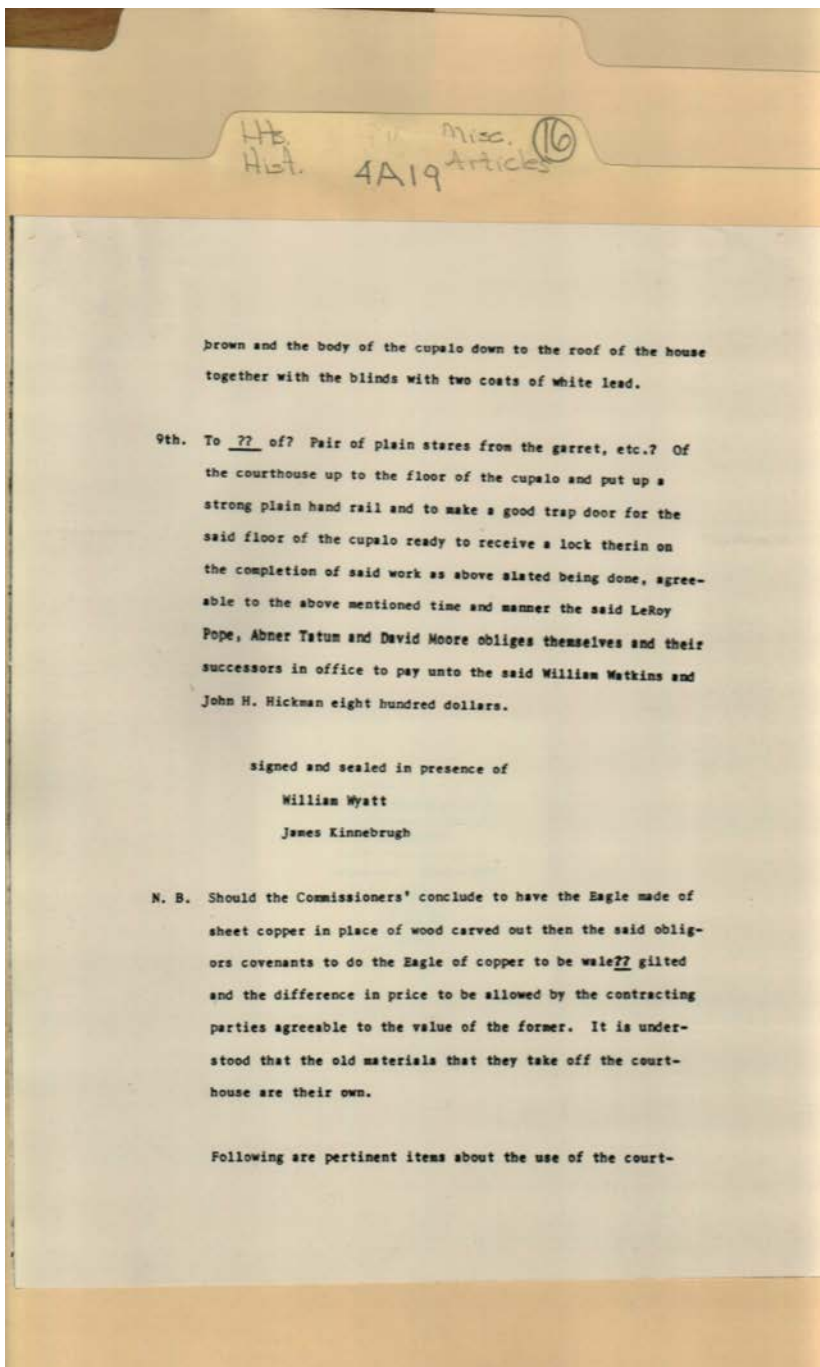 Hts. Misc. 16
Hist. 4A19 Articles
brown and the body of the cupalo down to the roof of the house
together with the blinds with two coats of white lead.
9th. To ?? of? Pair of plain stares from the garret, etc.? Of
the courthouse up to the floor of the cupalo and put up a
strong plain hand rail and to make a good trap door for the
said floor of the cupalo ready to receive a lock therin on
the completion of said work as above slated being done, agree-
able to the above mentioned time and manner the said LeRoy
Pope, Abner Tatum and David Moore obliges themselves and their
successors in office to pay unto the said William Watkins and
John H. Hickman eight hundred dollars.
signed and sealed in presence of
William Wyatt
James Kinnebrugh
N. B. Should the Commissioners' conclude to have the Eagle made of
sheet copper in place of wood carved out then the said oblig-
ors covenants to do the Eagle of copper to be wale?? gilted
and the difference in price to be allowed by the contracting
parties agreeable to the value of the former. It is under-
stood that the old materials that they take off the court-
house are their own.
Following are pertinent items about the use of the court-